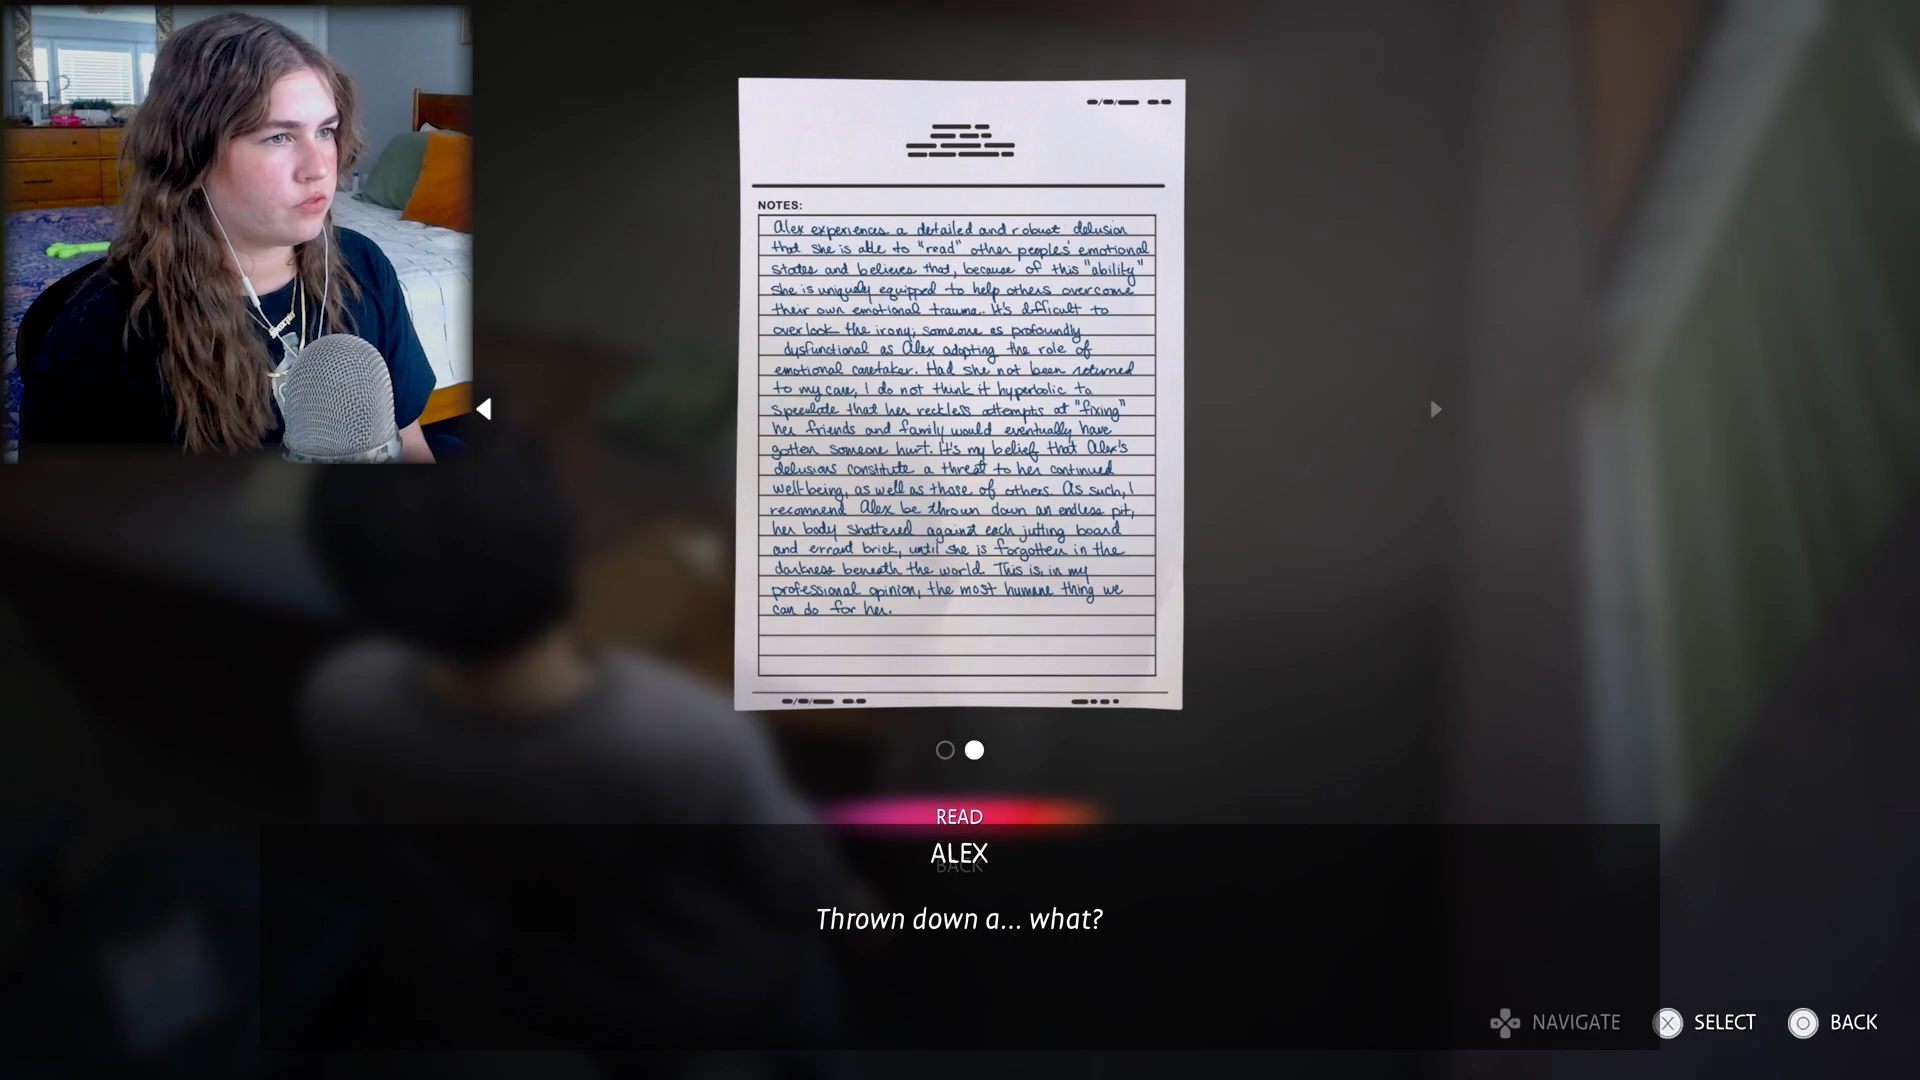 NOTES:
Alex experiences a detailed and robust delusion
that she is able to "read" other peoples' emotional
states and believes that, because of this "ability"
she is uniquely equipped to help others overcome
their own emotional trauma. It's difficult to
overlook the irony; someone as profoundly
dysfunctional as Alex adopting the role of
emotional caretaker. Had she not been returned
to my care, I do not think it hyperbolic to
speculate that her reckless attempts at "fixing"
her friends and family would eventually have
gotten someone hurt. It's my belief that Alex's
delusions constitute a threat to her continued
well-being, as well as those of others. As such, I
recommend Alex be thrown down an endless pit,
her body shattered against each jutting board
and errant brick, until she is forgotten in the
darkness beneath the world. This is, in my
professional opinion, the most humane thing we
can do for her.
READ
ALEX
BACK
Thrown down a... what?
NAVIGATE SELECT BACK